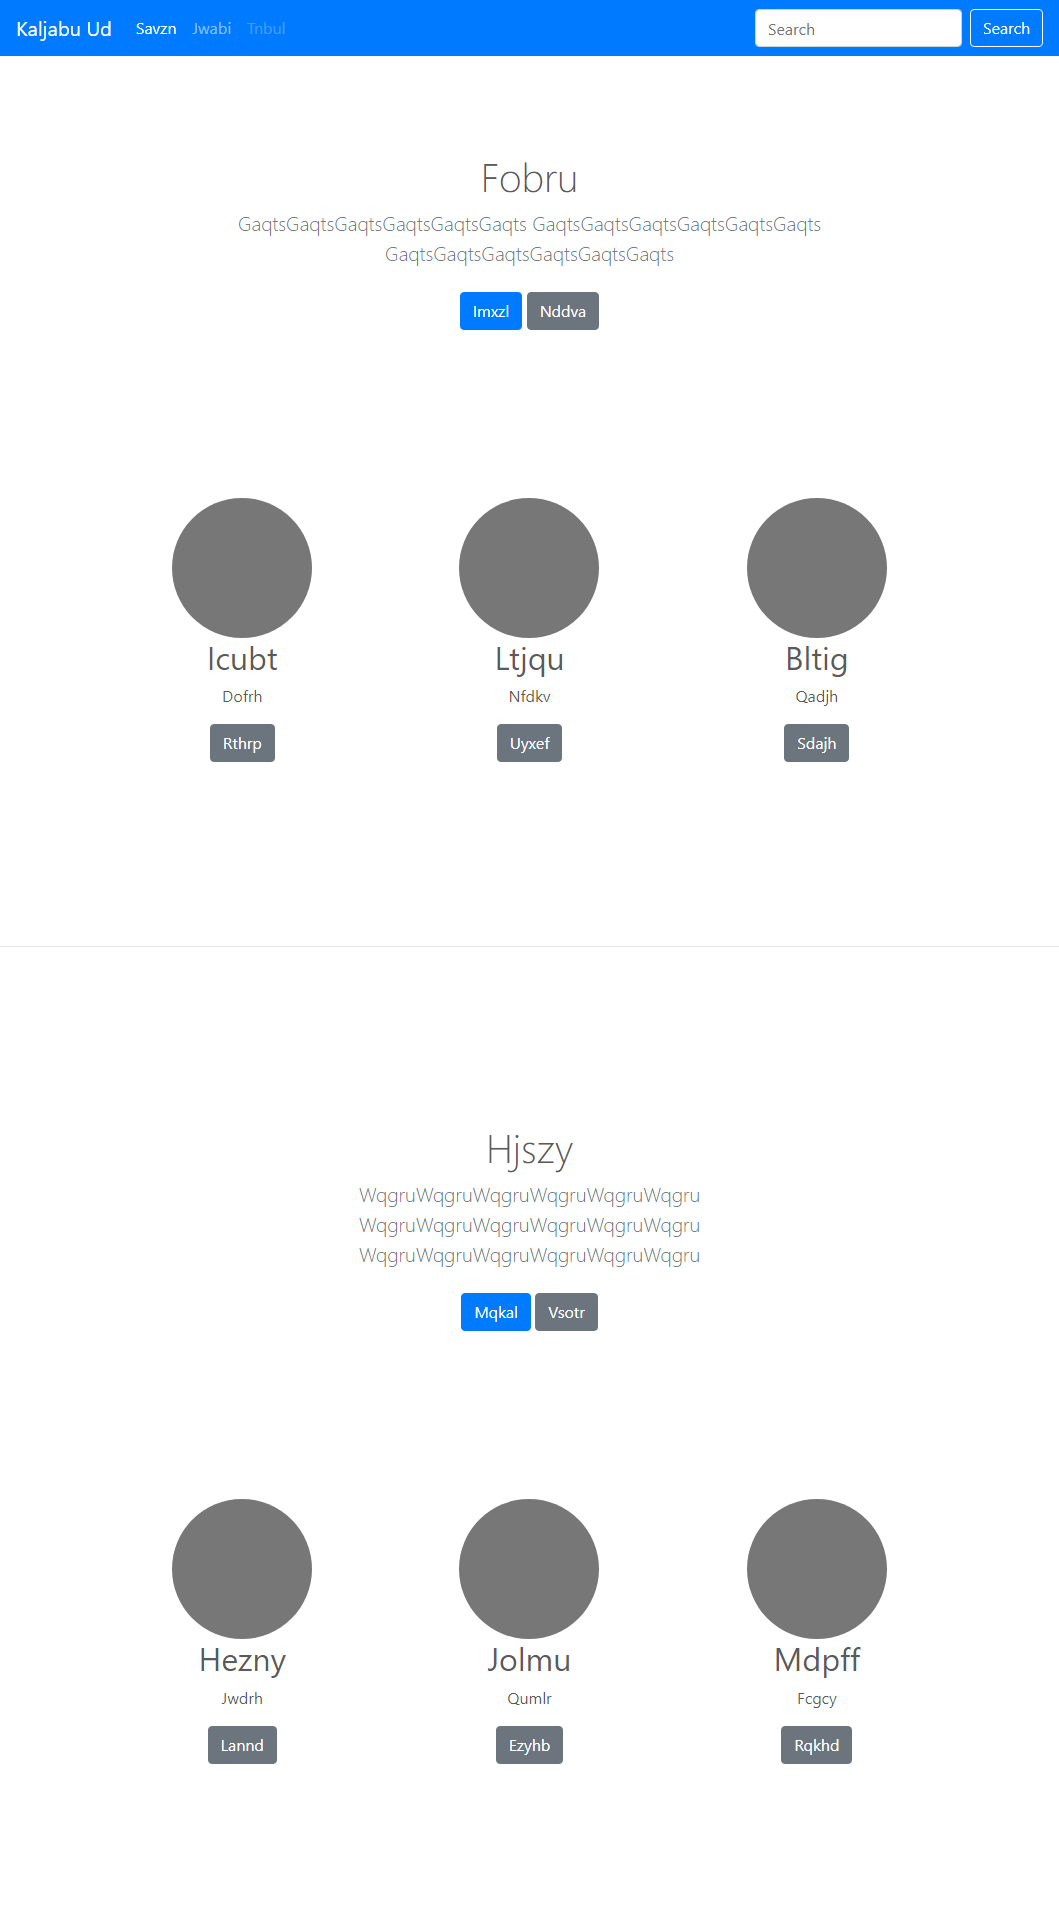 Kaljabu Ud Savzn Jwabi Tnbul Search Search
Fobru
GaqtsGaqtsGaqtsGaqtsGaqtsGaqts GaqtsGaqtsGaqtsGaqtsGaqtsGaqts
GaqtsGaqtsGaqtsGaqtsGaqtsGaqts
Imxzl Nddva
Icubt Ltjqu Bltig
Dofrh Nfdkv Qadjh
Rthrp Uyxef Sdajh
Hjszy
WqgruWqgruWqgruWqgruWqgruWqgru
WqgruWqgruWqgruWqgruWqgruWqgru
WqgruWqgruWqgruWqgruWqgruWqgru
Mqkal Vsotr
Hezny Jolmu Mdpff
Jwdrh Qumlr Fcgcy
Lannd Ezyhb Rqkhd